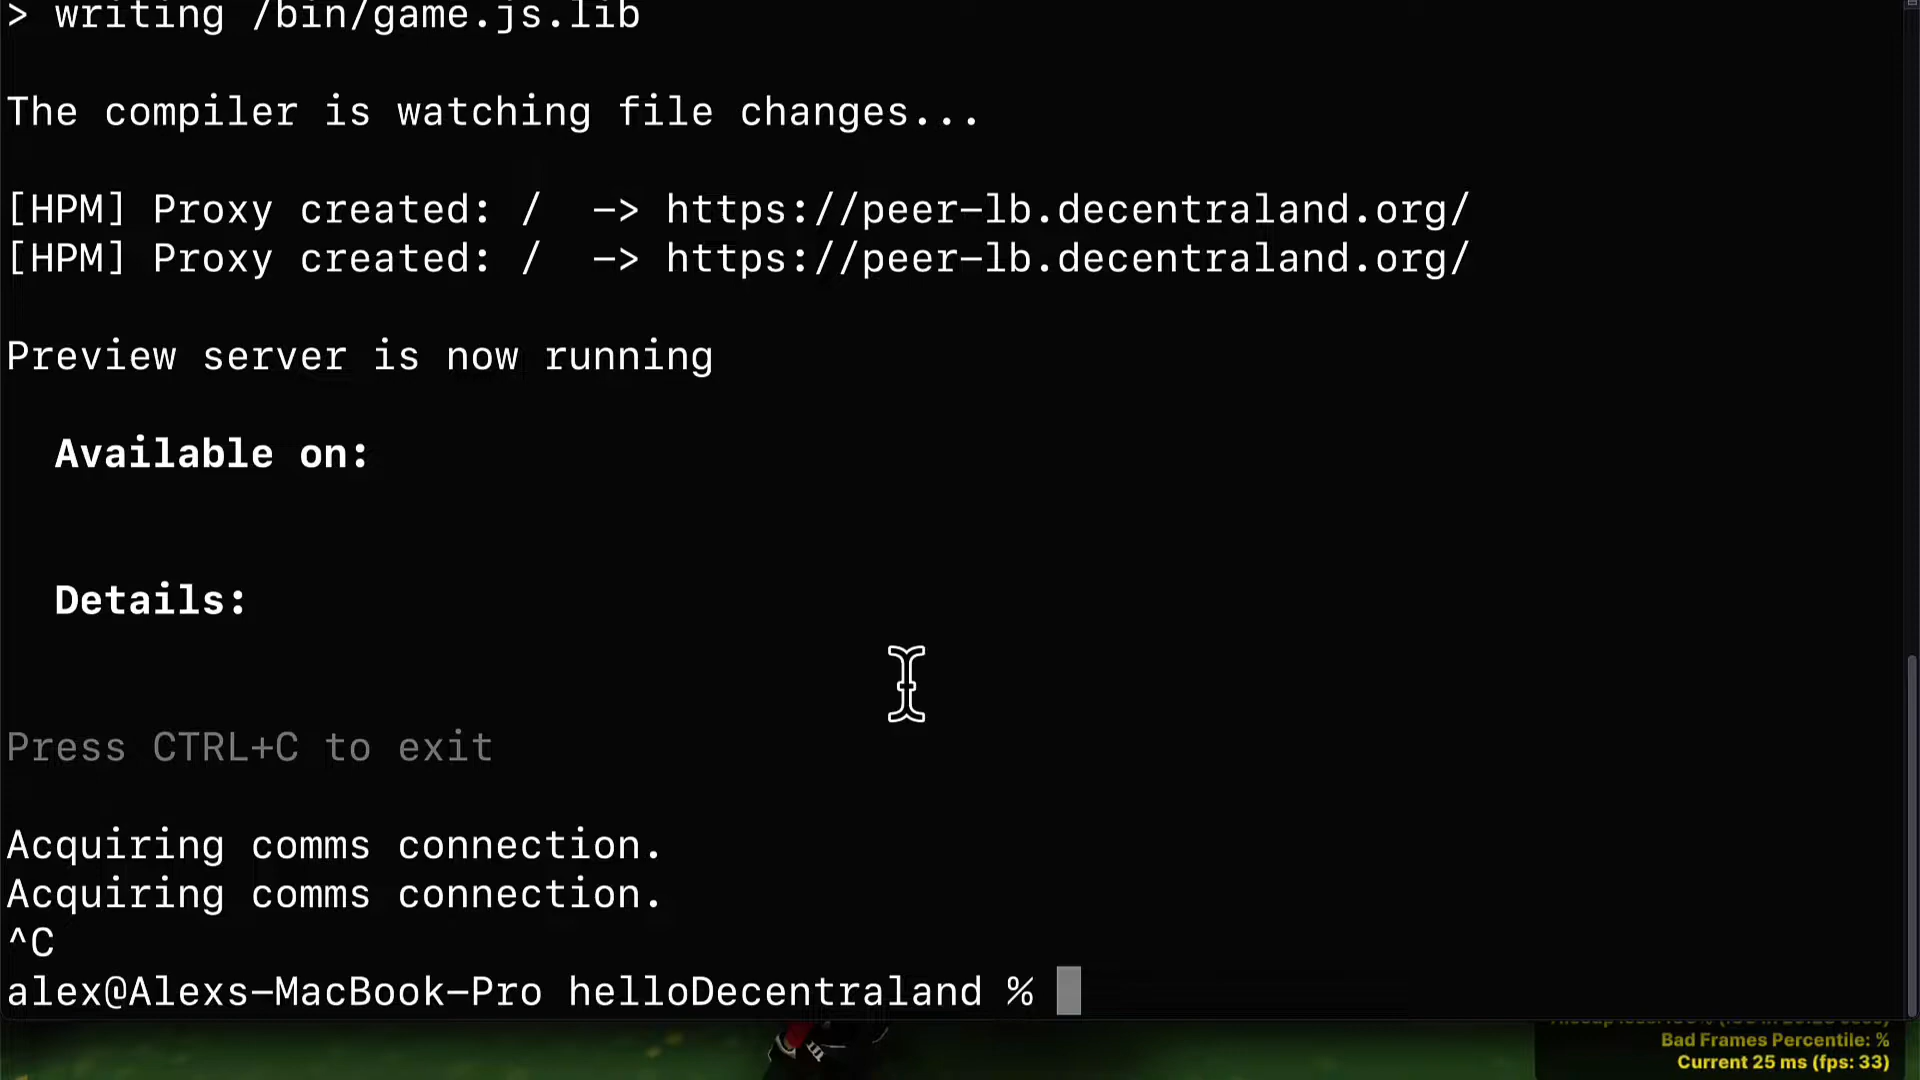 > writing /bin/game.js.lib
The compiler is watching file changes...
[HPM] Proxy created: /  -> https://peer-lb.decentraland.org/
[HPM] Proxy created: /  -> https://peer-lb.decentraland.org/
Preview server is now running
Available on:
Details:
Press CTRL+C to exit
Acquiring comms connection.
Acquiring comms connection.
^C
alex@Alexs-MacBook-Pro helloDecentraland %
Bad Frames Percentile: %
Current 25 ms (fps: 33)